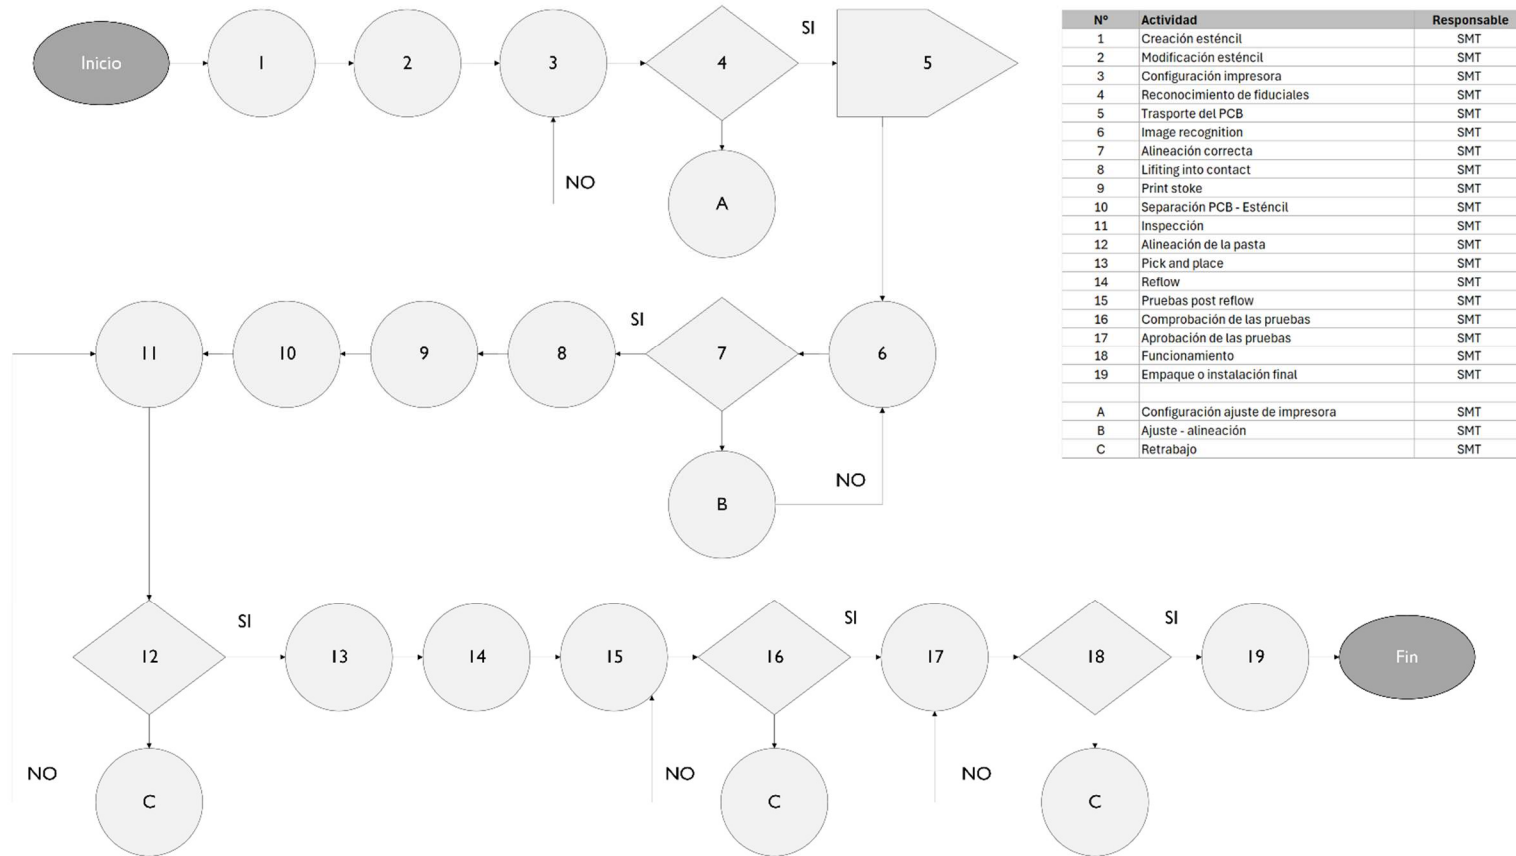 Inicio
1
2
3
4
SI
5
NO
A
11
10
9
8
SI
7
6
B
NO
12
SI
13
14
15
16
SI
17
18
SI
19
Fin
NO
C
NO
C
NO
C
Nº Actividad Responsable
1 Creación esténcil SMT
2 Modificación esténcil SMT
3 Configuración impresora SMT
4 Reconocimiento de fiduciales SMT
5 Trasporte del PCB SMT
6 Image recognition SMT
7 Alineación correcta SMT
8 Lifiting into contact SMT
9 Print stoke SMT
10 Separación PCB - Esténcil SMT
11 Inspección SMT
12 Alineación de la pasta SMT
13 Pick and place SMT
14 Reflow SMT
15 Pruebas post reflow SMT
16 Comprobación de las pruebas SMT
17 Aprobación de las pruebas SMT
18 Funcionamiento SMT
19 Empaque o instalación final SMT
A Configuración ajuste de impresora SMT
B Ajuste - alineación SMT
C Retrabajo SMT